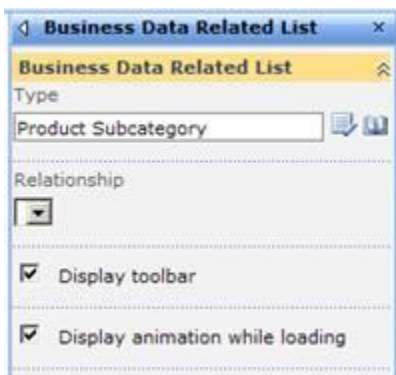 Business Data Related List
Business Data Related List
Type
Product Subcategory
Relationship
Display toolbar
Display animation while loading